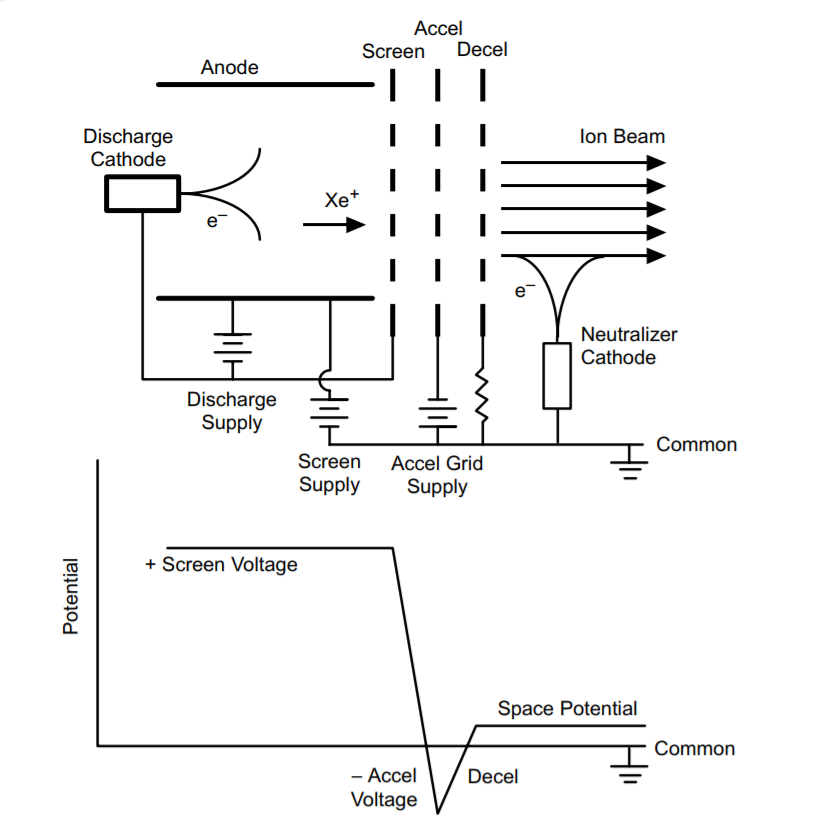 Accel
Screen
Decel
Anode
Discharge
Cathode
Ion Beam
Xe+
e−
e−
Neutralizer
Cathode
Discharge
Supply
Common
Screen
Supply
Accel Grid
Supply
Potential
+ Screen Voltage
Space Potential
Common
− Accel
Voltage
Decel